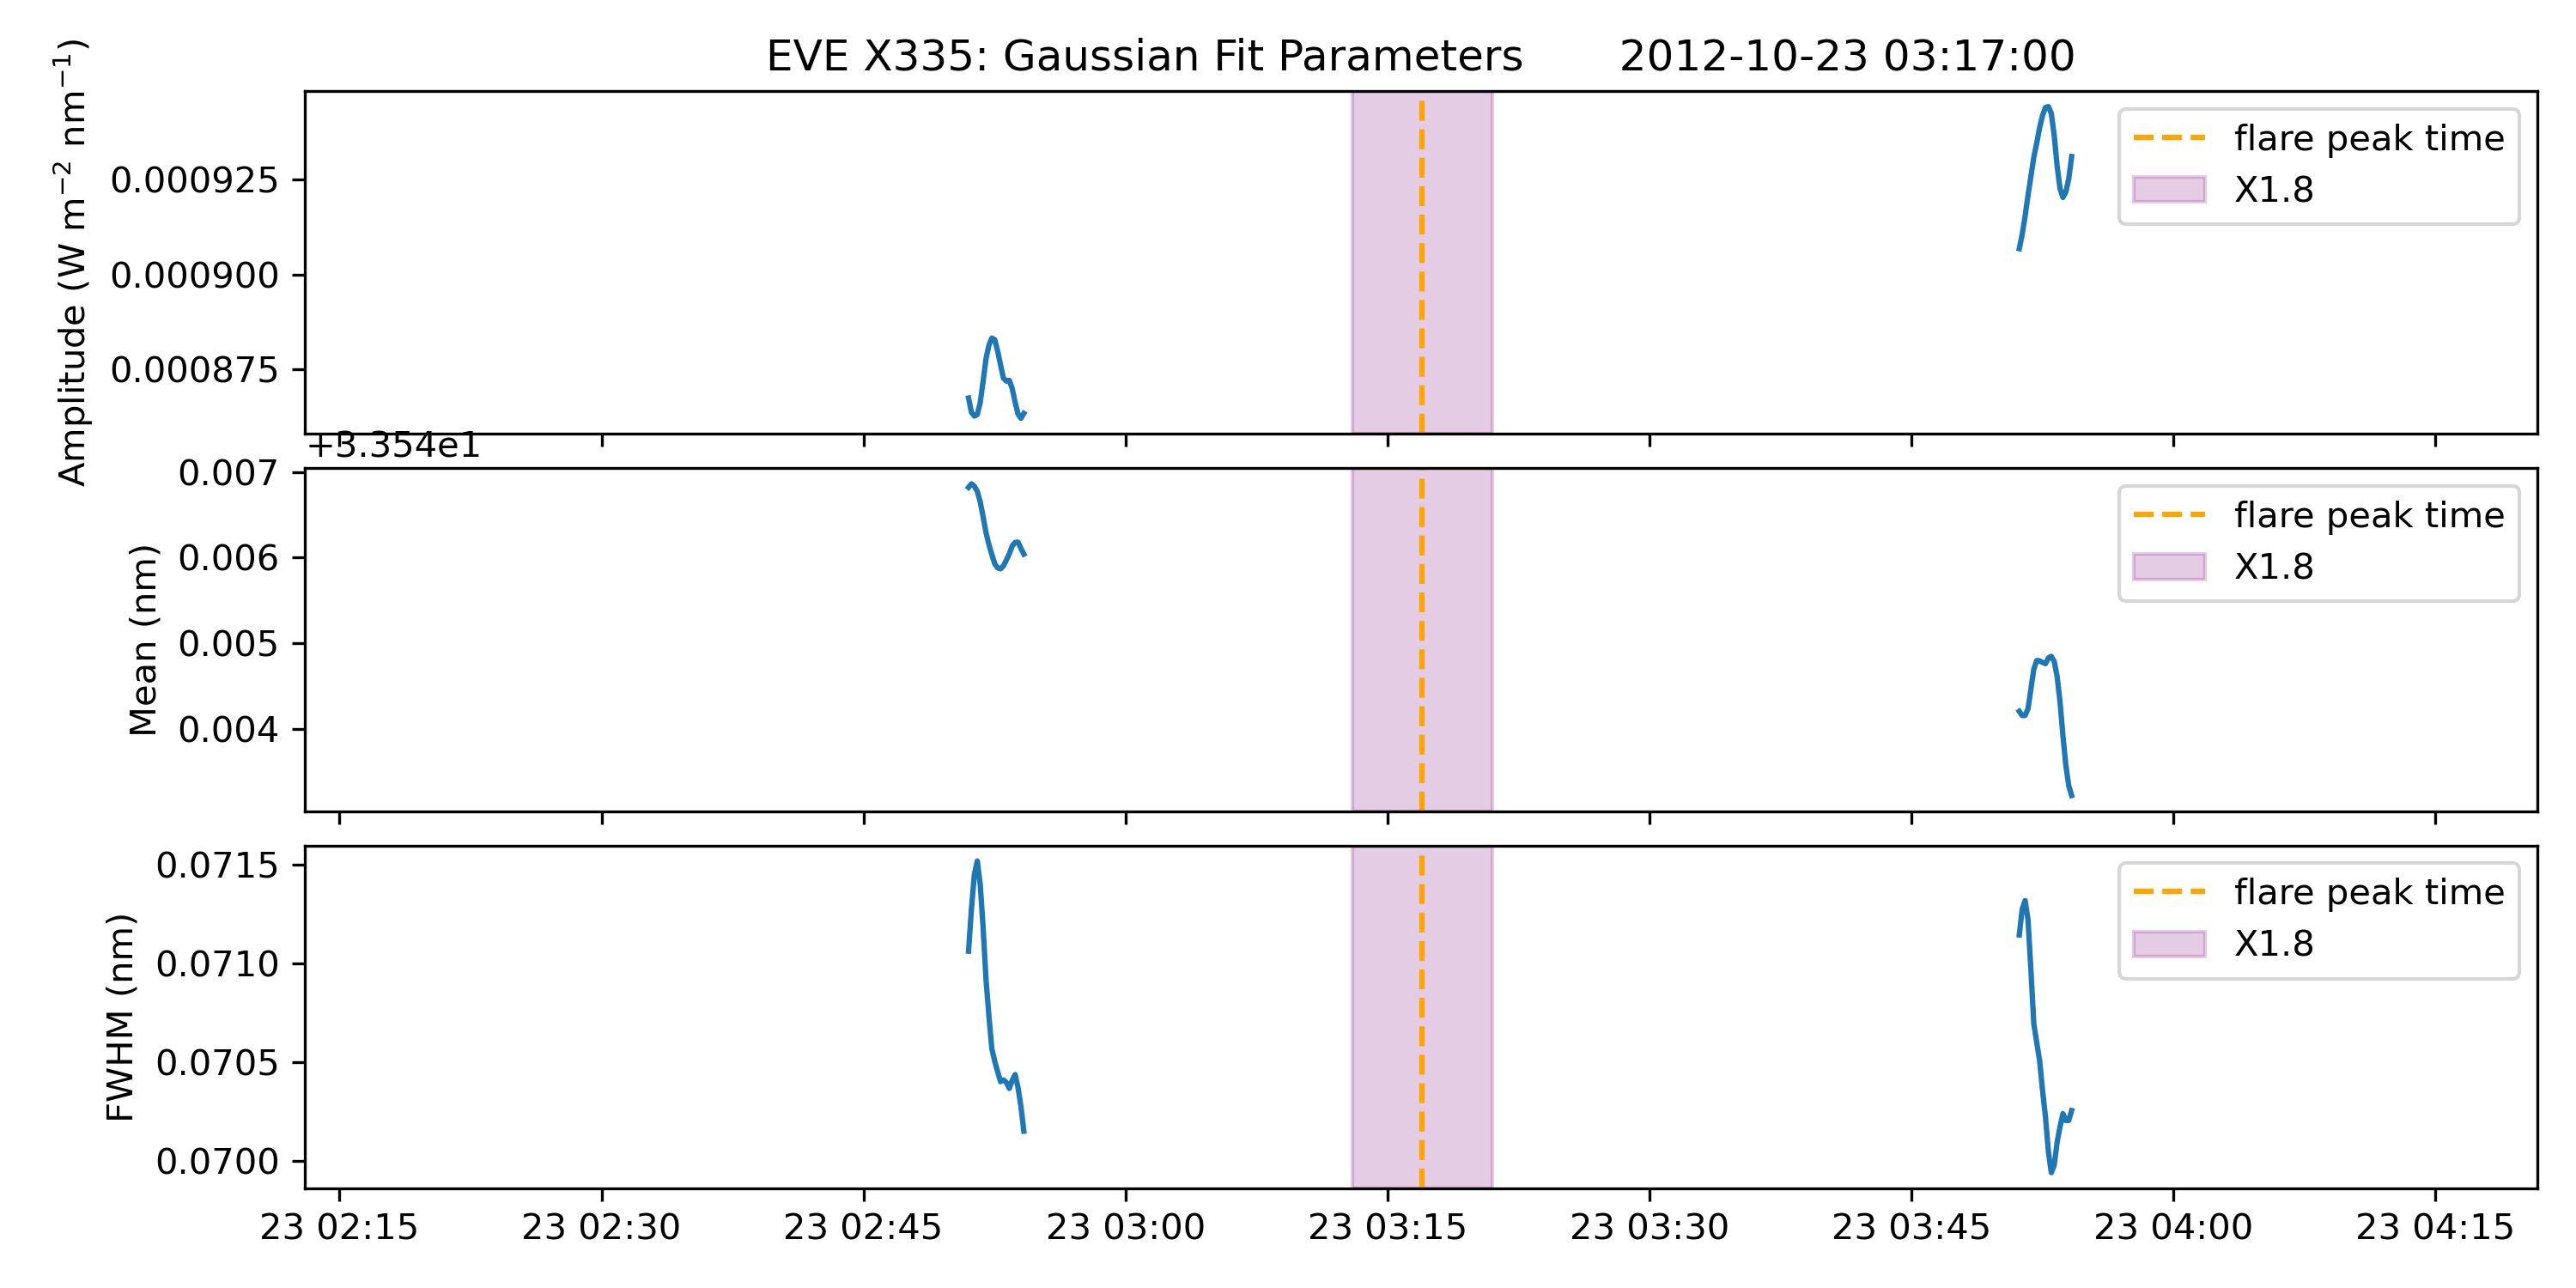 EVE X335: Gaussian Fit Parameters 2012-10-23 03:17:00
Amplitude (W m⁻² nm⁻¹)
0.000925
0.000900
0.000875
flare peak time
X1.8
+3.354e1
Mean (nm)
0.007
0.006
0.005
0.004
flare peak time
X1.8
FWHM (nm)
0.0715
0.0710
0.0705
0.0700
flare peak time
X1.8
23 02:15 23 02:30 23 02:45 23 03:00 23 03:15 23 03:30 23 03:45 23 04:00 23 04:15